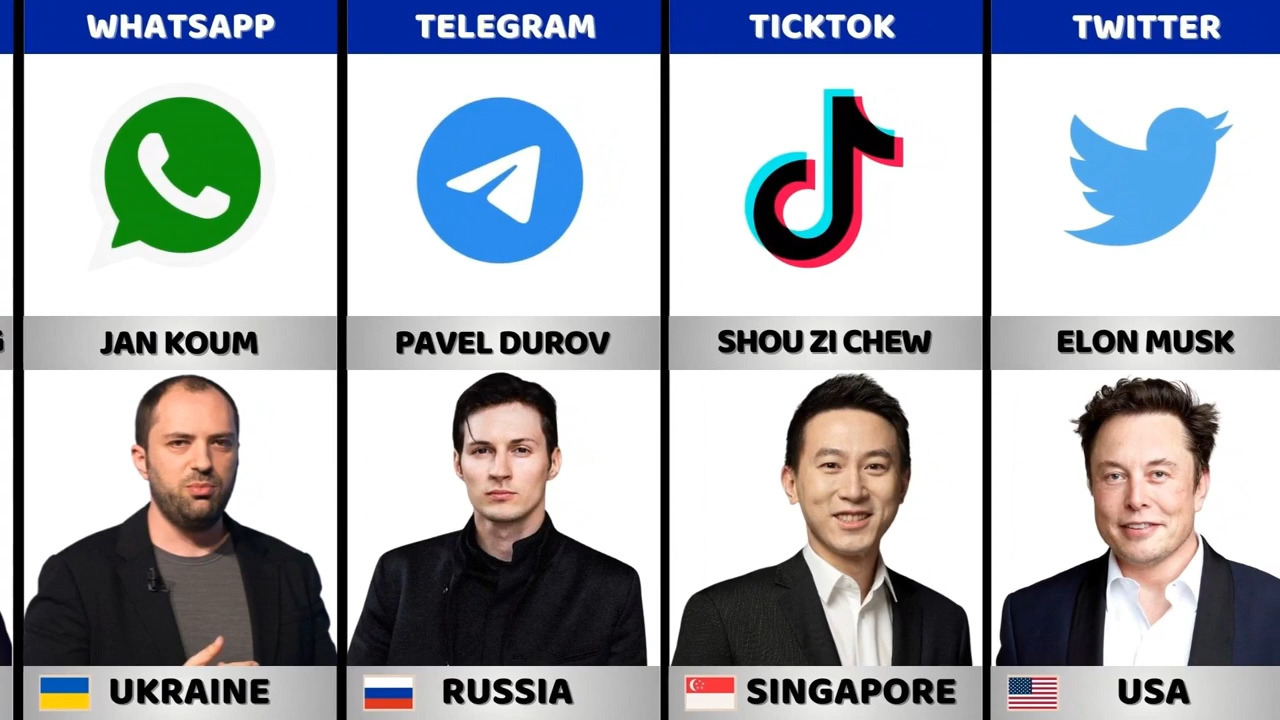 WHATSAPP
TELEGRAM
TICKTOK
TWITTER
JAN KOUM
PAVEL DUROV
SHOU ZI CHEW
ELON MUSK
UKRAINE
RUSSIA
SINGAPORE
USA